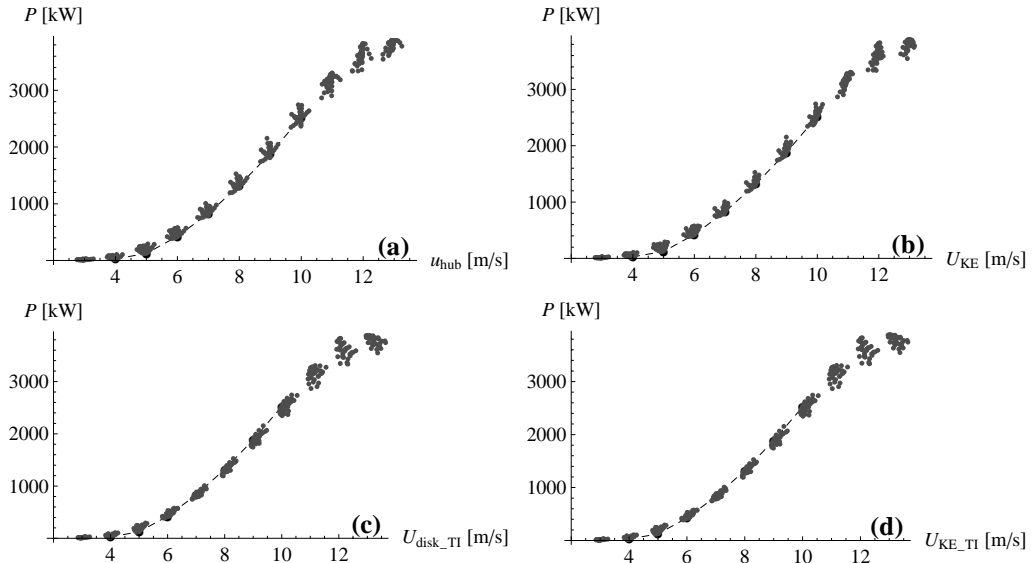 P [kW]
3000
2000
1000
4 6 8 10 12
(a)
u_hub [m/s]
P [kW]
3000
2000
1000
4 6 8 10 12
(b)
U_KE [m/s]
P [kW]
3000
2000
1000
4 6 8 10 12
(c)
U_disk_TI [m/s]
P [kW]
3000
2000
1000
4 6 8 10 12
(d)
U_KE_TI [m/s]